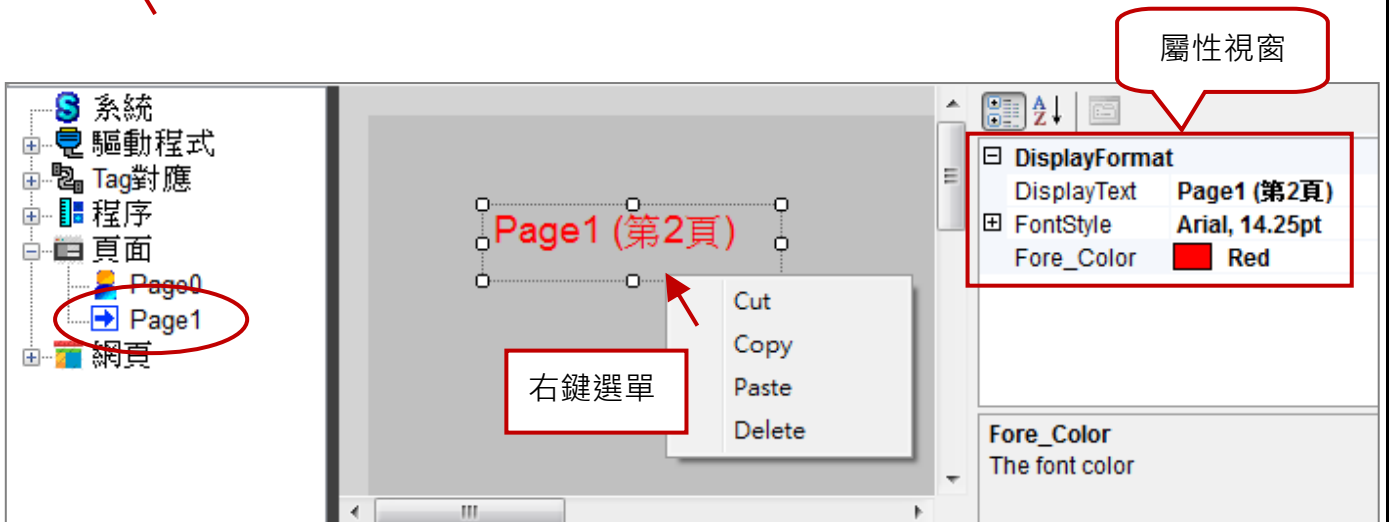 屬性視窗
系統
驅動程式
Tag對應
程序
頁面
Page0
Page1
網頁
Page1 (第2頁)
Cut
Copy
Paste
Delete
右鍵選單
A
Z
DisplayFormat
DisplayText Page1 (第2頁)
FontStyle Arial, 14.25pt
Fore_Color Red
Fore_Color
The font color